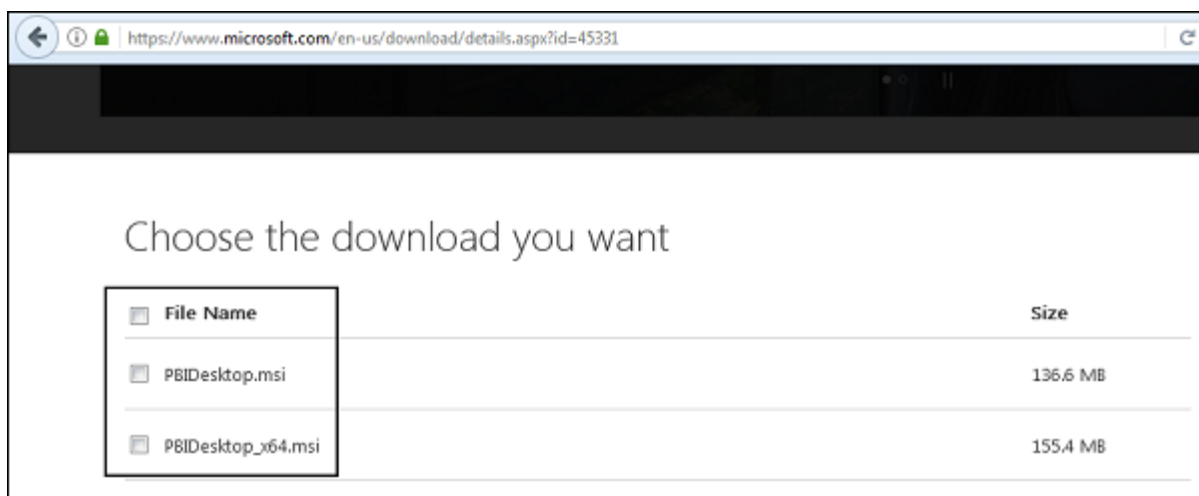 https://www.microsoft.com/en-us/download/details.aspx?id=45331
Choose the download you want
File Name Size
PBIDesktop.msi 136.6 MB
PBIDesktop_x64.msi 155.4 MB